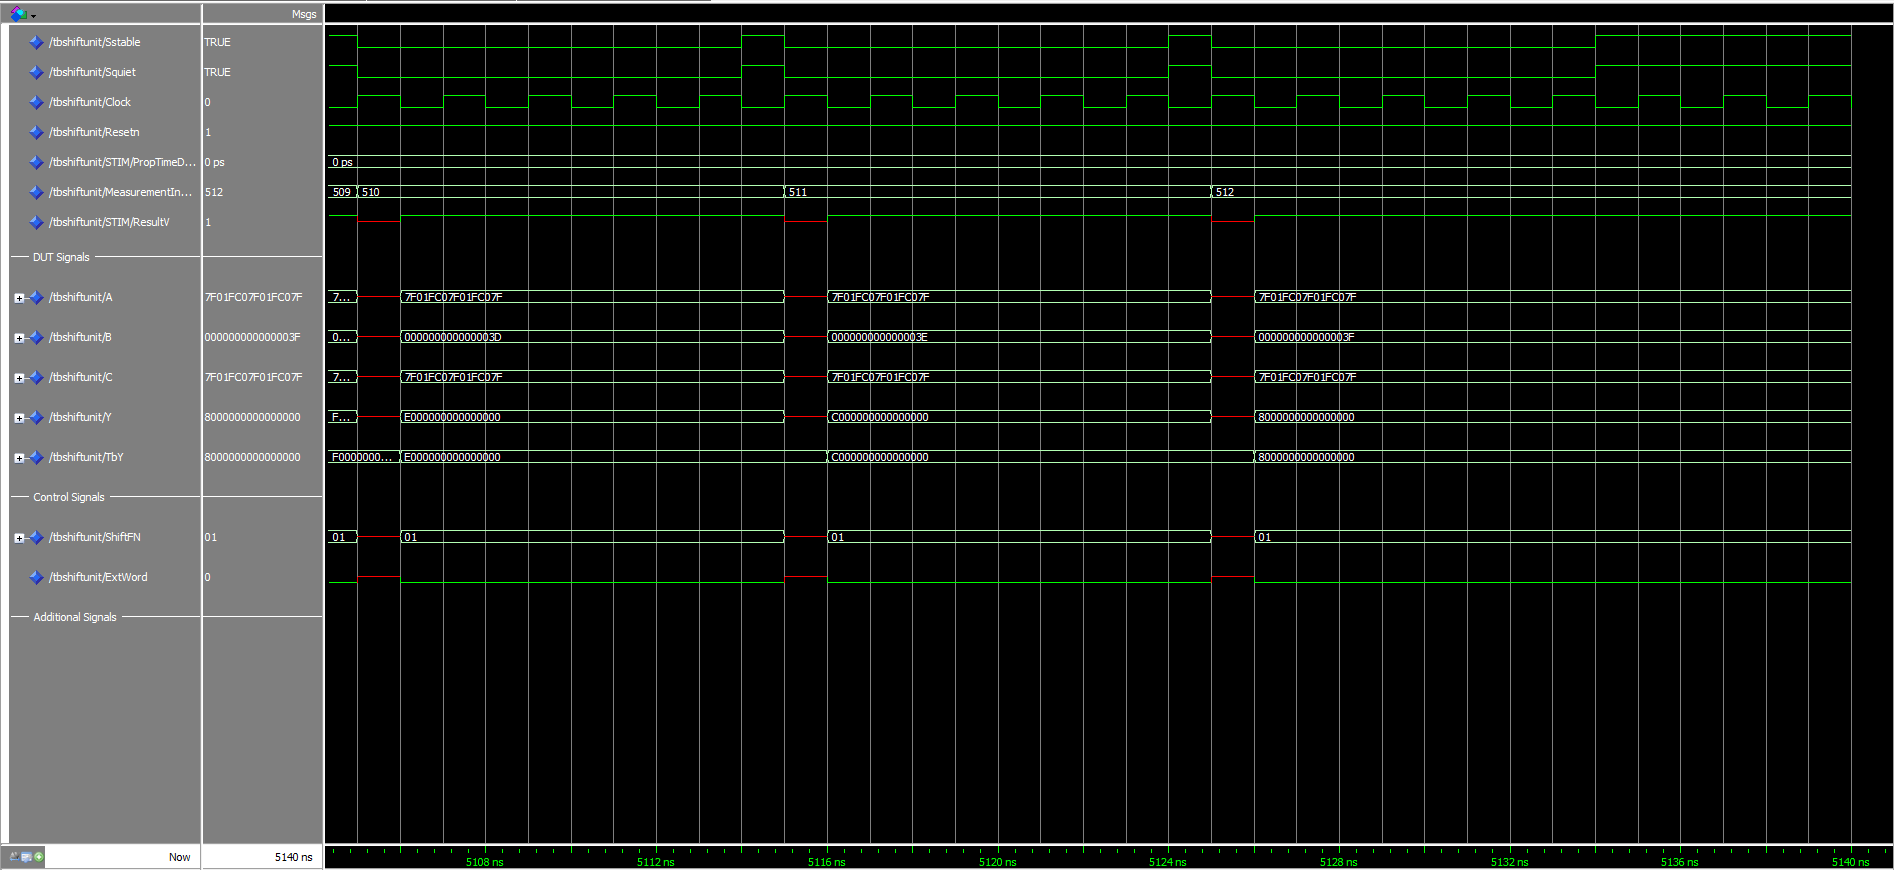 Msgs
/tbshiftunit/Sstable TRUE
/tbshiftunit/Squiet TRUE
/tbshiftunit/Clock 0
/tbshiftunit/Resetn 1
/tbshiftunit/STIM/PropTimeD... 0 ps 0 ps
/tbshiftunit/MeasurementIn... 512 509 510 511 512
/tbshiftunit/STIM/ResultV 1
DUT Signals
/tbshiftunit/A 7F01FC07F01FC07F 7... 7F01FC07F01FC07F 7F01FC07F01FC07F 7F01FC07F01FC07F
/tbshiftunit/B 000000000000003F 0... 000000000000003D 000000000000003E 000000000000003F
/tbshiftunit/C 7F01FC07F01FC07F 7... 7F01FC07F01FC07F 7F01FC07F01FC07F 7F01FC07F01FC07F
/tbshiftunit/Y 8000000000000000 F... E000000000000000 C000000000000000 8000000000000000
/tbshiftunit/TbY 8000000000000000 F0000000... E000000000000000 C000000000000000 8000000000000000
Control Signals
/tbshiftunit/ShiftFN 01 01 01 01 01
/tbshiftunit/ExtWord 0
Additional Signals
Now 5140 ns 5108 ns 5112 ns 5116 ns 5120 ns 5124 ns 5128 ns 5132 ns 5136 ns 5140 ns